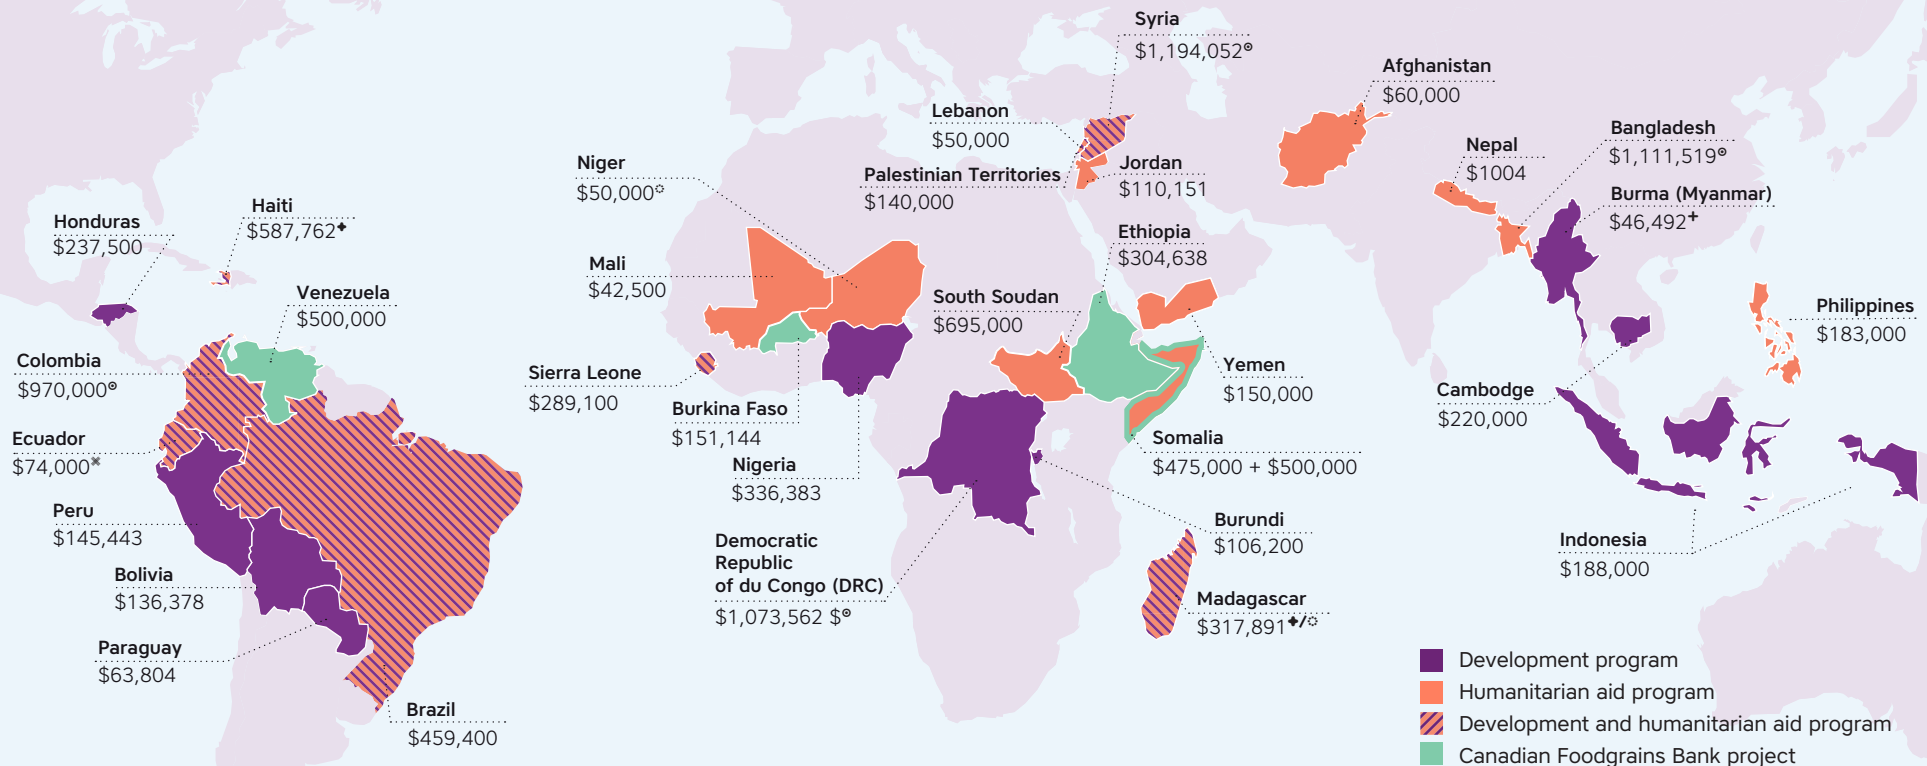 Syria
$1,194,052⊙
Afghanistan
$60,000
Lebanon
$50,000
Bangladesh
$1,111,519⊙
Nepal
$1004
Niger
$50,000☼
Palestinian Territories
$140,000
Jordan
$110,151
Burma (Myanmar)
$46,492+
Honduras
$237,500
Haiti
$587,762✚
Ethiopia
$304,638
Mali
$42,500
Venezuela
$500,000
South Soudan
$695,000
Philippines
$183,000
Colombia
$970,000⊙
Sierra Leone
$289,100
Yemen
$150,000
Cambodge
$220,000
Burkina Faso
$151,144
Ecuador
$74,000✖
Somalia
$475,000 + $500,000
Nigeria
$336,383
Peru
$145,443
Burundi
$106,200
Democratic
Republic
of du Congo (DRC)
$1,073,562 $⊙
Indonesia
$188,000
Bolivia
$136,378
Madagascar
$317,891✚/☼
Paraguay
$63,804
Brazil
$459,400
Development program
Humanitarian aid program
Development and humanitarian aid program
Canadian Foodgrains Bank project